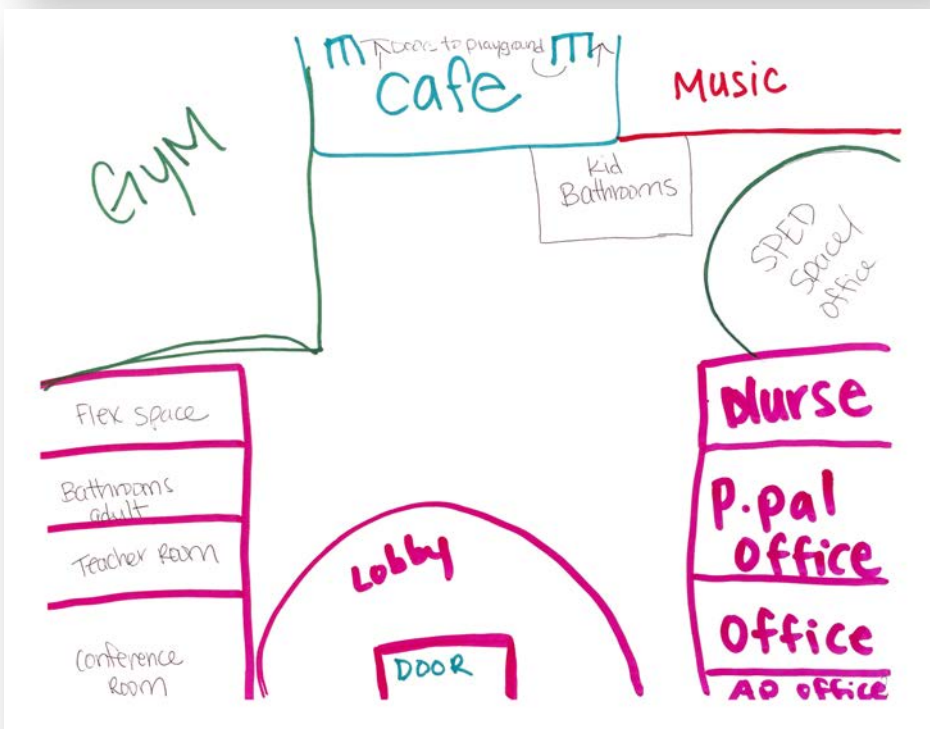 Doors to playground
Cafe
Music
Gym
Kid
Bathrooms
SPED
Space/
office
Flex space
Bathrooms
adult
Teacher Room
Conference
Room
Lobby
DOOR
Nurse
P.pal
office
Office
AP office